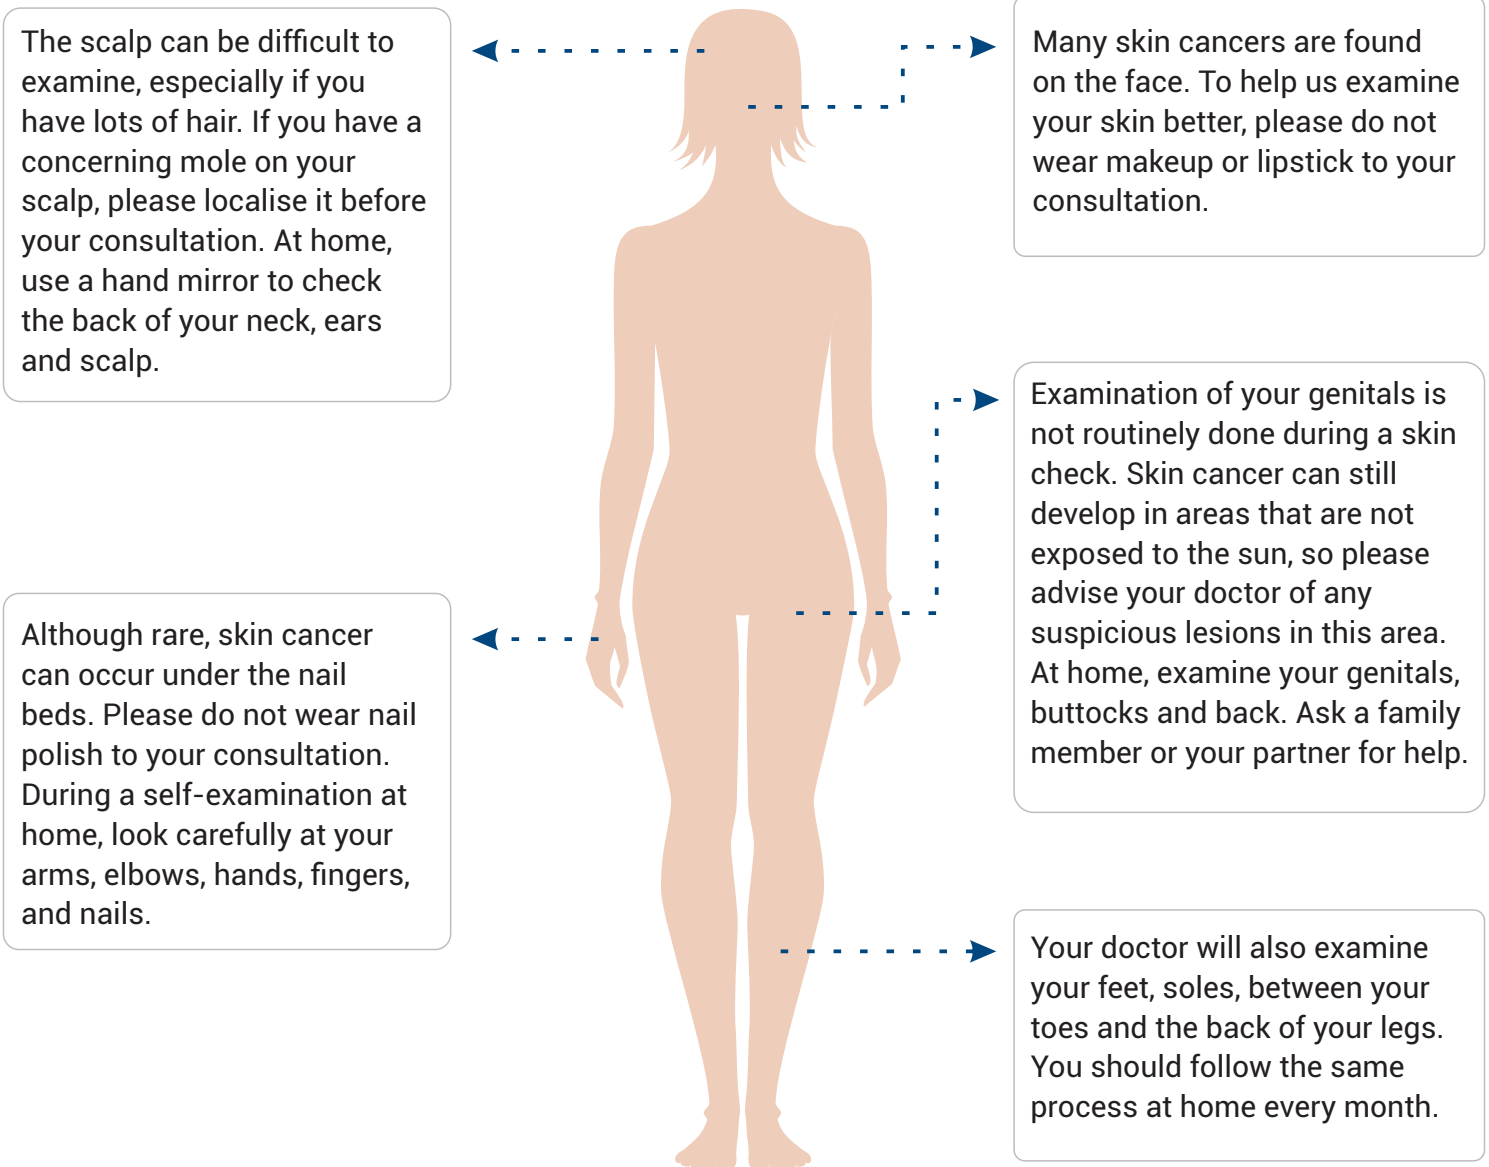 The scalp can be difficult to
examine, especially if you
have lots of hair. If you have a
concerning mole on your
scalp, please localise it before
your consultation. At home,
use a hand mirror to check
the back of your neck, ears
and scalp.
Many skin cancers are found
on the face. To help us examine
your skin better, please do not
wear makeup or lipstick to your
consultation.
Examination of your genitals is
not routinely done during a skin
check. Skin cancer can still
develop in areas that are not
exposed to the sun, so please
advise your doctor of any
suspicious lesions in this area.
At home, examine your genitals,
buttocks and back. Ask a family
member or your partner for help.
Although rare, skin cancer
can occur under the nail
beds. Please do not wear nail
polish to your consultation.
During a self-examination at
home, look carefully at your
arms, elbows, hands, fingers,
and nails.
Your doctor will also examine
your feet, soles, between your
toes and the back of your legs.
You should follow the same
process at home every month.